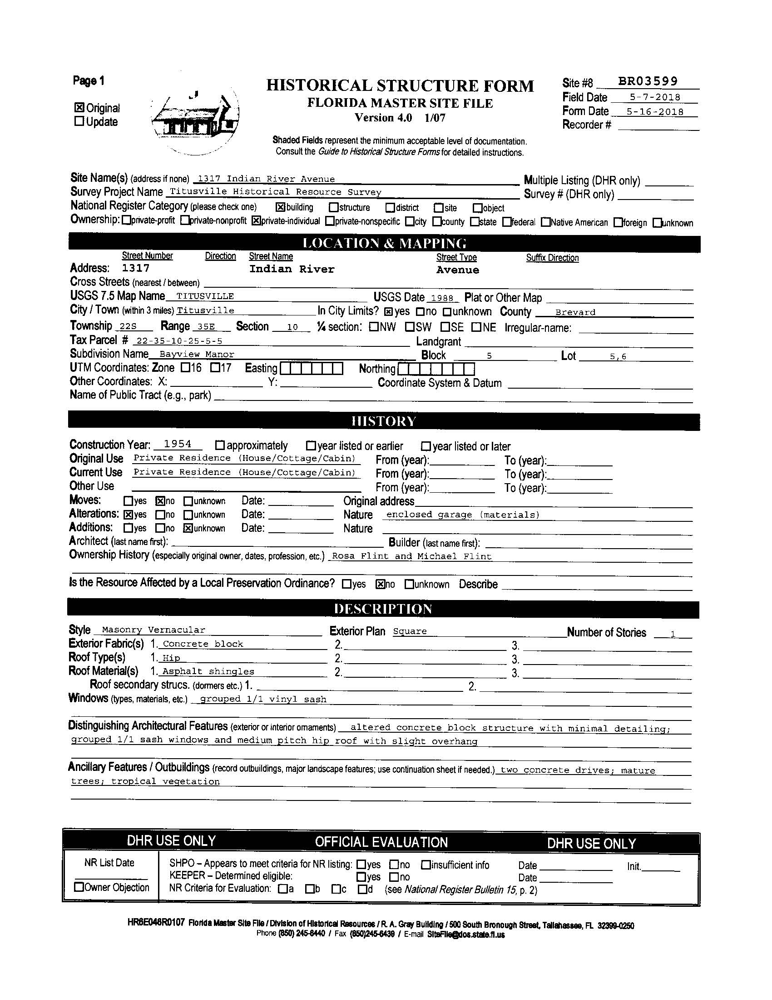 Page 1
☒ Original
☐ Update
HISTORICAL STRUCTURE FORM
FLORIDA MASTER SITE FILE
Version 4.0 1/07
Shaded Fields represent the minimum acceptable level of documentation.
Consult the Guide to Historical Structure Forms for detailed instructions.
Site #8 BR03599
Field Date 5-7-2018
Form Date 5-16-2018
Recorder #
Site Name(s) (address if none) 1317 Indian River Avenue Multiple Listing (DHR only)
Survey Project Name Titusville Historical Resource Survey Survey # (DHR only)
National Register Category (please check one) ☒building ☐structure ☐district ☐site ☐object
Ownership: ☐private-profit ☐private-nonprofit ☒private-individual ☐private-nonspecific ☐city ☐county ☐state ☐federal ☐Native American ☐foreign ☐unknown
LOCATION & MAPPING
Street Number Direction Street Name Street Type Suffix Direction
Address: 1317 Indian River Avenue
Cross Streets (nearest / between)
USGS 7.5 Map Name TITUSVILLE USGS Date 1988 Plat or Other Map
City / Town (within 3 miles) Titusville In City Limits? ☒yes ☐no ☐unknown County Brevard
Township 22S Range 35E Section 10 ¼ section: ☐NW ☐SW ☐SE ☐NE Irregular-name:
Tax Parcel # 22-35-10-25-5-5 Landgrant
Subdivision Name Bayview Manor Block 5 Lot 5,6
UTM Coordinates: Zone ☐16 ☐17 Easting Northing
Other Coordinates: X: Y: Coordinate System & Datum
Name of Public Tract (e.g., park)
HISTORY
Construction Year: 1954 ☐approximately ☐year listed or earlier ☐year listed or later
Original Use Private Residence (House/Cottage/Cabin) From (year): To (year):
Current Use Private Residence (House/Cottage/Cabin) From (year): To (year):
Other Use From (year): To (year):
Moves: ☐yes ☒no ☐unknown Date: Original address
Alterations: ☒yes ☐no ☐unknown Date: Nature enclosed garage (materials)
Additions: ☐yes ☐no ☒unknown Date: Nature
Architect (last name first): Builder (last name first):
Ownership History (especially original owner, dates, profession, etc.) Rosa Flint and Michael Flint
Is the Resource Affected by a Local Preservation Ordinance? ☐yes ☒no ☐unknown Describe
DESCRIPTION
Style Masonry Vernacular Exterior Plan Square Number of Stories 1
Exterior Fabric(s) 1. Concrete block 2. 3.
Roof Type(s) 1. Hip 2. 3.
Roof Material(s) 1. Asphalt shingles 2. 3.
Roof secondary strucs. (dormers etc.) 1. 2.
Windows (types, materials, etc.) grouped 1/1 vinyl sash
Distinguishing Architectural Features (exterior or interior ornaments) altered concrete block structure with minimal detailing;
grouped 1/1 sash windows and medium pitch hip roof with slight overhang
Ancillary Features / Outbuildings (record outbuildings, major landscape features; use continuation sheet if needed.) two concrete drives; mature
trees; tropical vegetation
DHR USE ONLY OFFICIAL EVALUATION DHR USE ONLY
NR List Date
☐Owner Objection
SHPO – Appears to meet criteria for NR listing: ☐yes ☐no ☐insufficient info Date Init.
KEEPER – Determined eligible: ☐yes ☐no Date
NR Criteria for Evaluation: ☐a ☐b ☐c ☐d (see National Register Bulletin 15, p. 2)
HR6E046R0107 Florida Master Site File / Division of Historical Resources / R. A. Gray Building / 500 South Bronough Street, Tallahassee, FL 32399-0250
Phone (850) 245-6440 / Fax (850)245-6439 / E-mail SiteFile@dos.state.fl.us